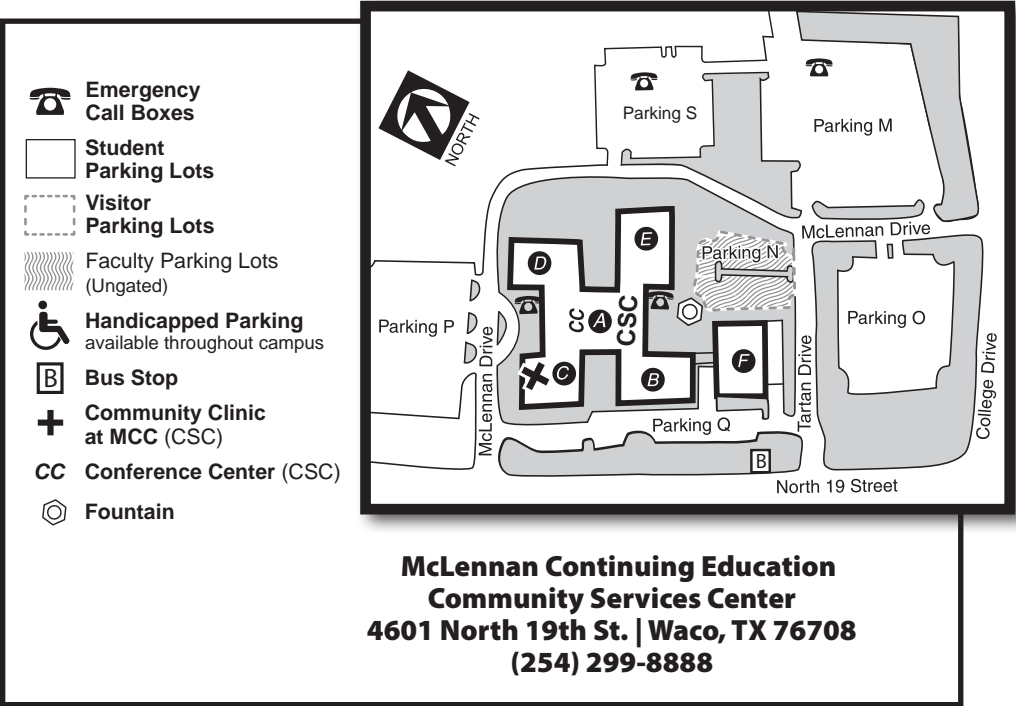 Emergency
Call Boxes
Student
Parking Lots
Visitor
Parking Lots
Faculty Parking Lots
(Ungated)
Handicapped Parking
available throughout campus
B Bus Stop
Community Clinic
at MCC (CSC)
CC Conference Center (CSC)
Fountain
NORTH
Parking S
Parking M
McLennan Drive
E
Parking N
D
Parking P
CC A CSC
Parking O
McLennan Drive
C
B
F
Tartan Drive
College Drive
Parking Q
B
North 19 Street
McLennan Continuing Education
Community Services Center
4601 North 19th St. | Waco, TX 76708
(254) 299-8888